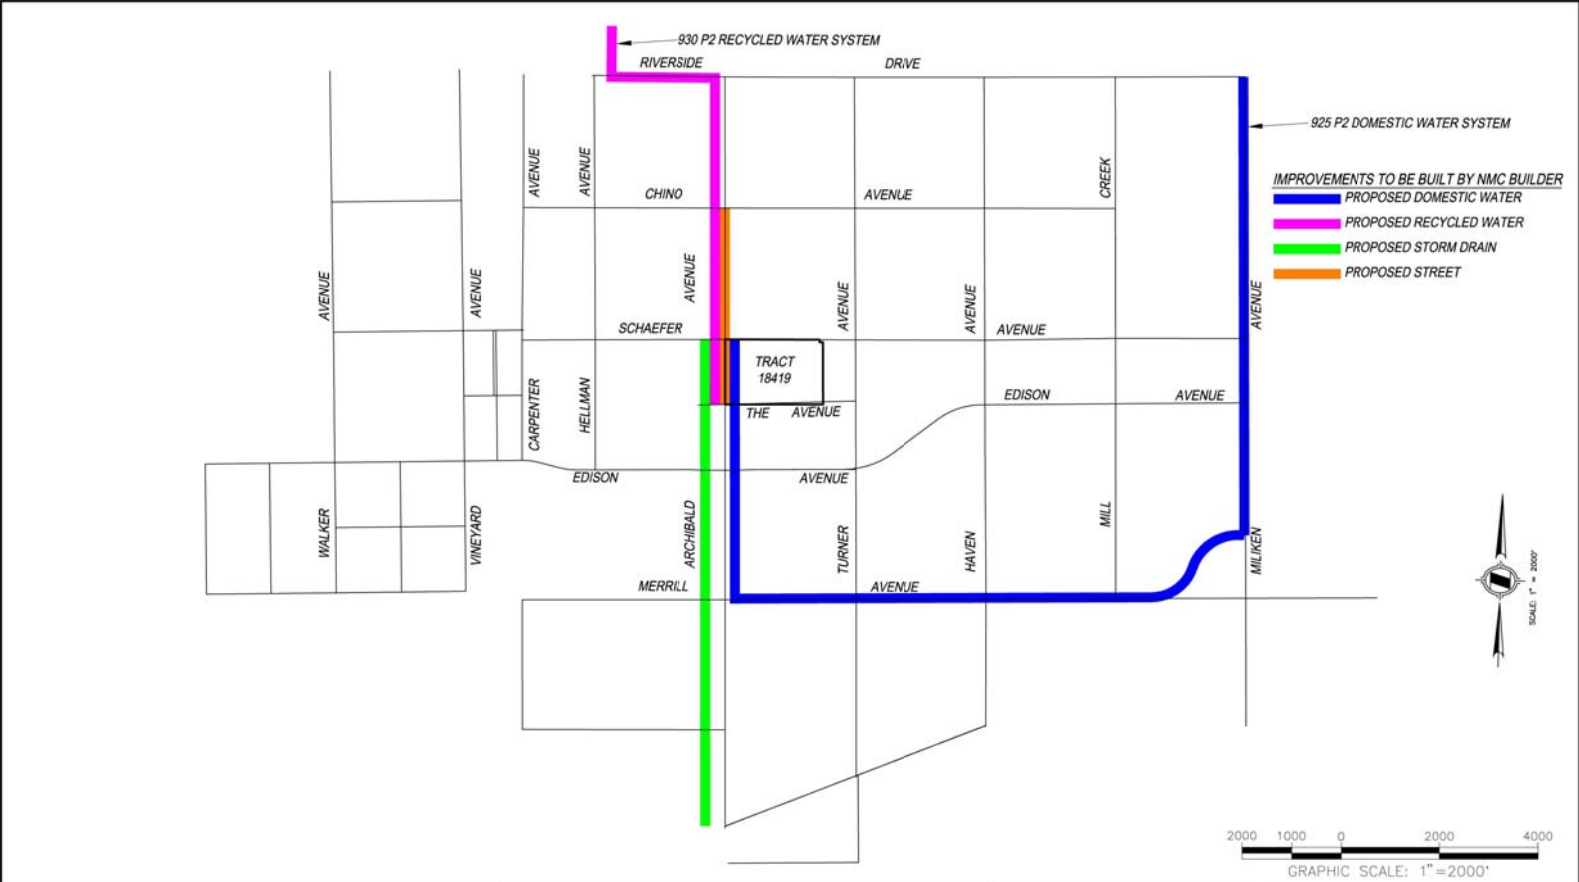 930 P2 RECYCLED WATER SYSTEM
RIVERSIDE DRIVE
925 P2 DOMESTIC WATER SYSTEM
IMPROVEMENTS TO BE BUILT BY NMC BUILDER
PROPOSED DOMESTIC WATER
PROPOSED RECYCLED WATER
PROPOSED STORM DRAIN
PROPOSED STREET
AVENUE
AVENUE
CREEK
CHINO AVENUE
AVENUE
AVENUE
AVENUE
AVENUE
AVENUE
AVENUE
SCHAEFER AVENUE
TRACT
18419
CARPENTER
HELLMAN
THE AVENUE
EDISON AVENUE
EDISON AVENUE
WALKER
VINEYARD
ARCHIBALD
TURNER
HAVEN
MILL
MILIKEN
MERRILL AVENUE
SCALE: 1" = 2000'
2000 1000 0 2000 4000
GRAPHIC SCALE: 1"=2000'